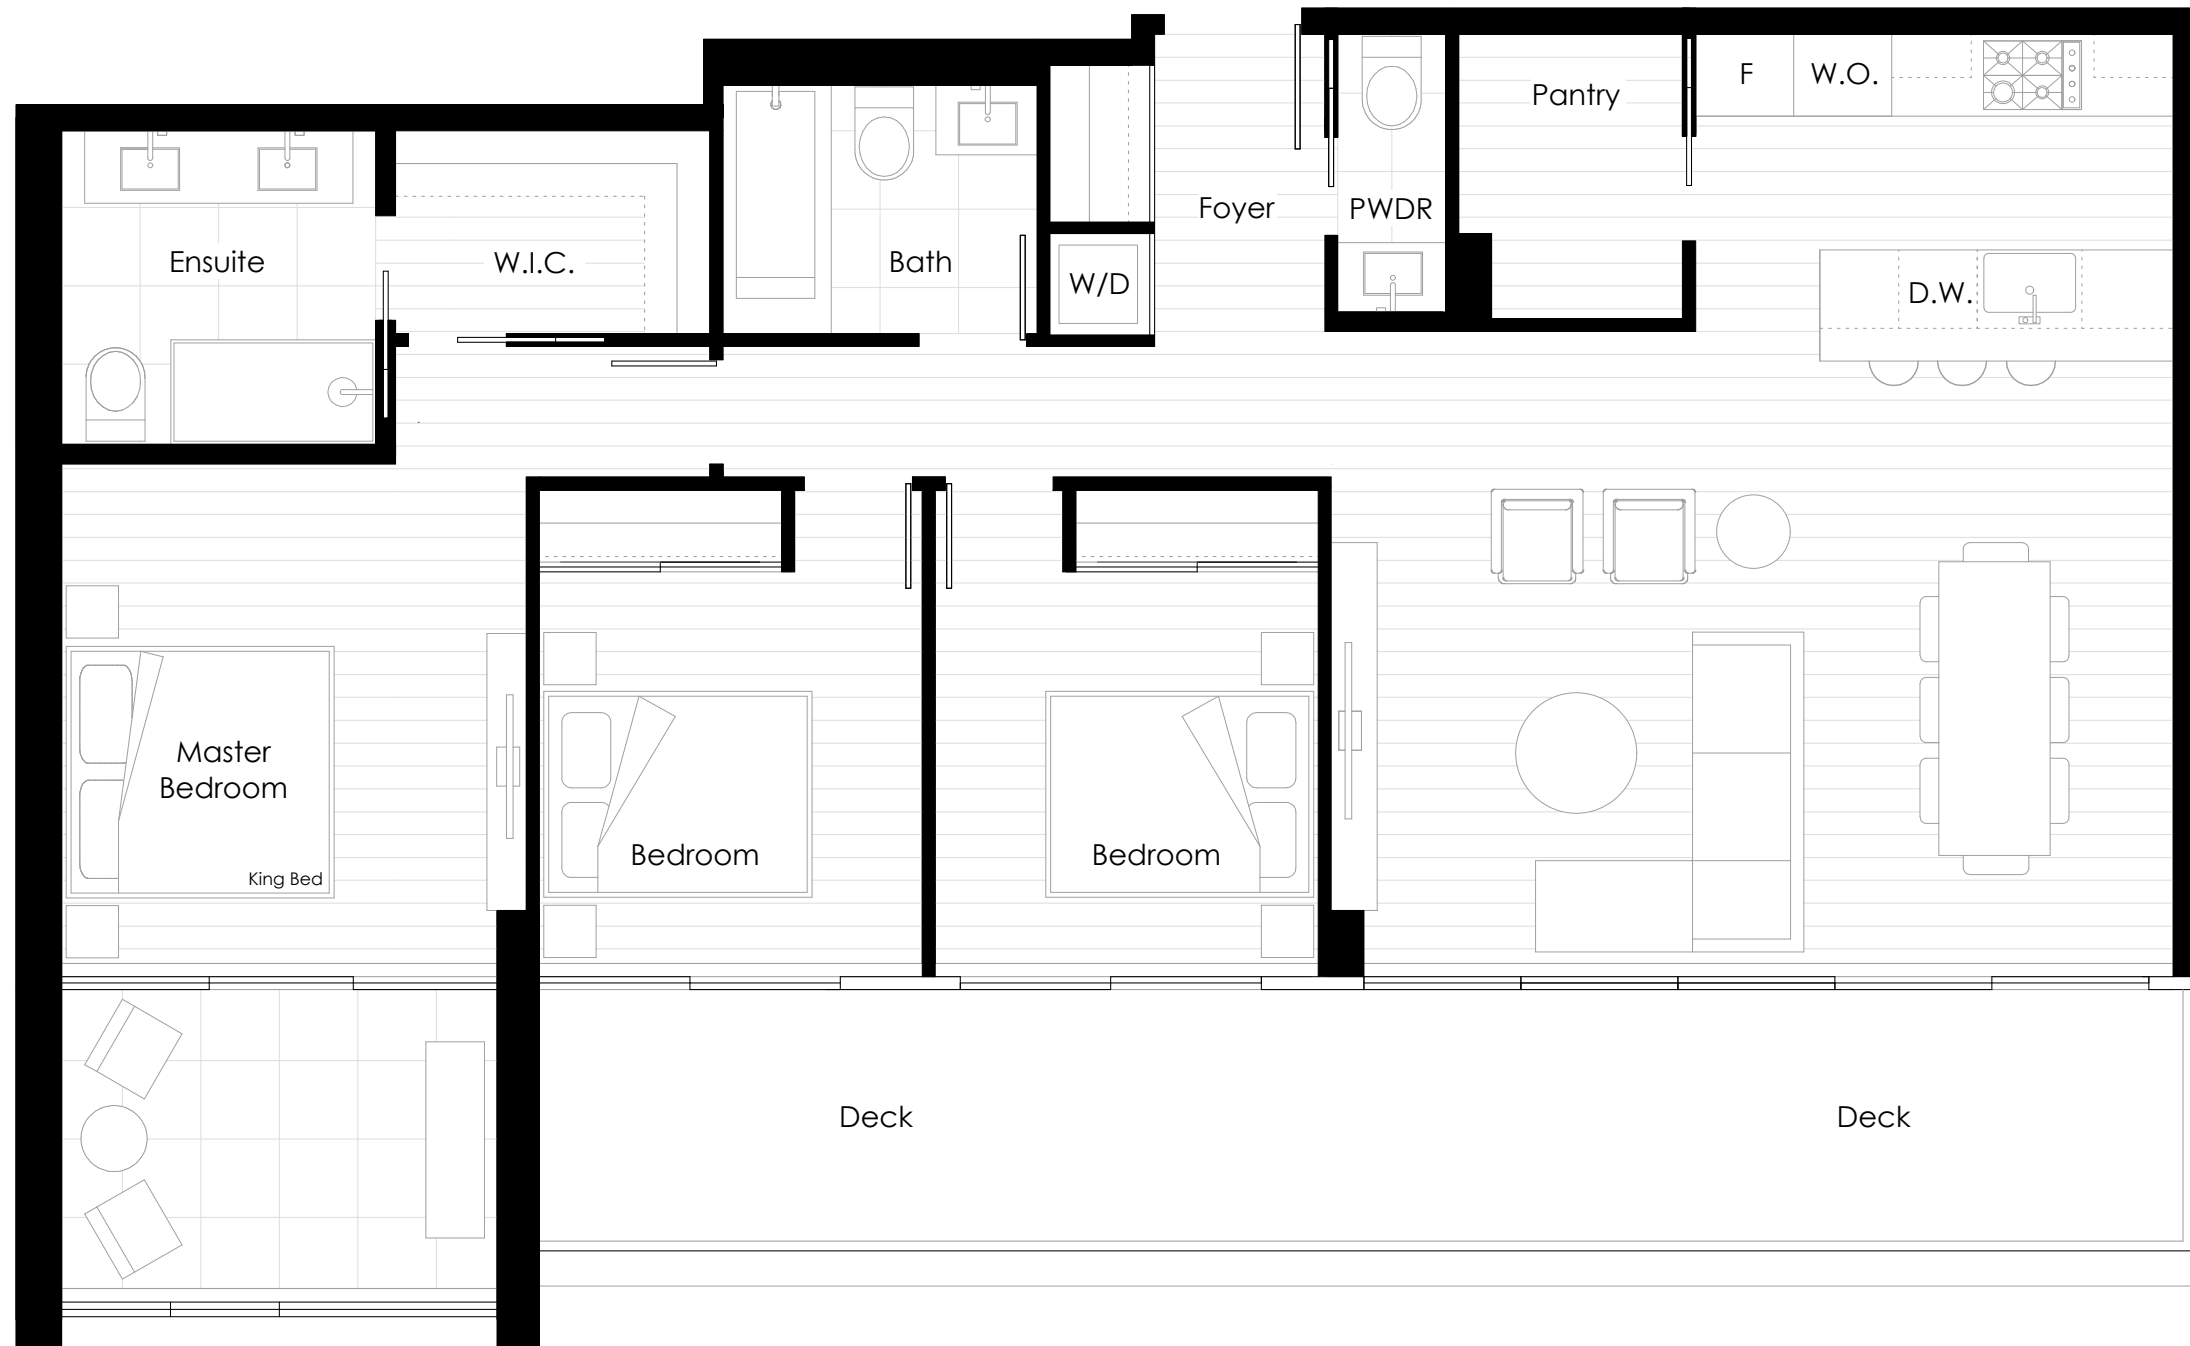 F
W.O.
Pantry
Foyer
PWDR
Ensuite
W.I.C.
Bath
W/D
D.W.
Master
Bedroom
King Bed
Bedroom
Bedroom
Deck
Deck